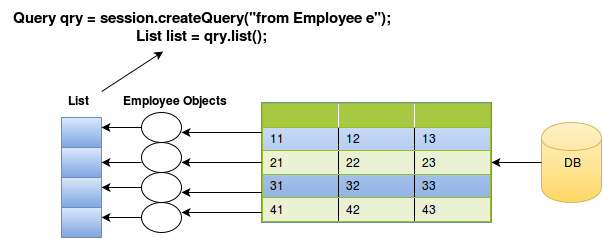 Query qry = session.createQuery("from Employee e");
List list = qry.list();
List
Employee Objects
11 12 13
21 22 23
31 32 33
41 42 43
DB